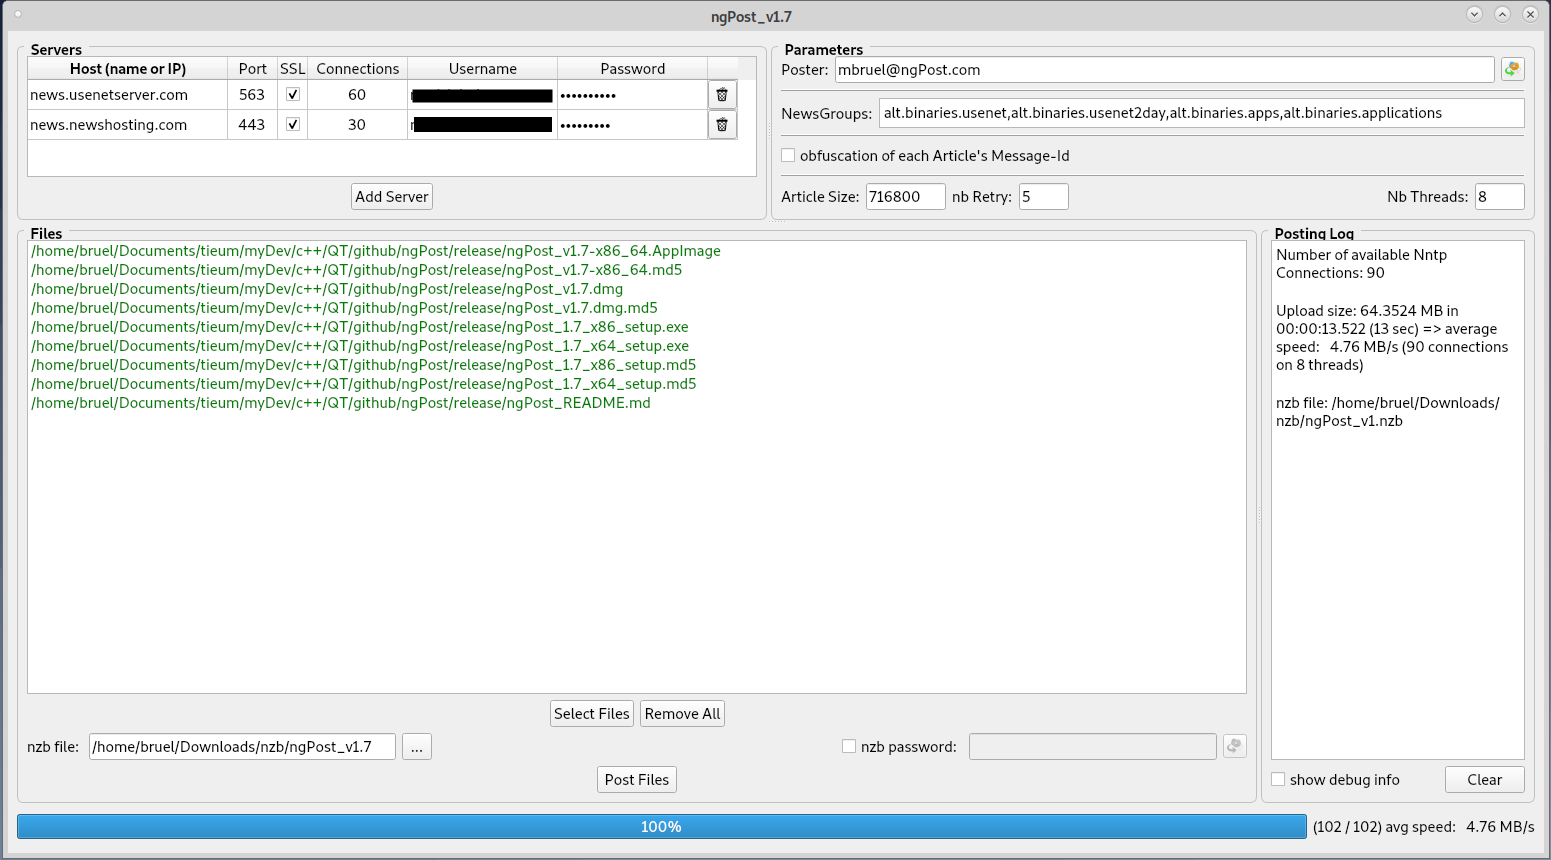 ngPost_v1.7
Servers
Host (name or IP) Port SSL Connections Username Password
news.usenetserver.com 563 60 ••••••••••
news.newshosting.com 443 30 •••••••••
Add Server
Parameters
Poster: mbruel@ngPost.com
NewsGroups: alt.binaries.usenet,alt.binaries.usenet2day,alt.binaries.apps,alt.binaries.applications
obfuscation of each Article's Message-Id
Article Size: 716800 nb Retry: 5 Nb Threads: 8
Files
/home/bruel/Documents/tieum/myDev/c++/QT/github/ngPost/release/ngPost_v1.7-x86_64.AppImage
/home/bruel/Documents/tieum/myDev/c++/QT/github/ngPost/release/ngPost_v1.7-x86_64.md5
/home/bruel/Documents/tieum/myDev/c++/QT/github/ngPost/release/ngPost_v1.7.dmg
/home/bruel/Documents/tieum/myDev/c++/QT/github/ngPost/release/ngPost_v1.7.dmg.md5
/home/bruel/Documents/tieum/myDev/c++/QT/github/ngPost/release/ngPost_1.7_x86_setup.exe
/home/bruel/Documents/tieum/myDev/c++/QT/github/ngPost/release/ngPost_1.7_x64_setup.exe
/home/bruel/Documents/tieum/myDev/c++/QT/github/ngPost/release/ngPost_1.7_x86_setup.md5
/home/bruel/Documents/tieum/myDev/c++/QT/github/ngPost/release/ngPost_1.7_x64_setup.md5
/home/bruel/Documents/tieum/myDev/c++/QT/github/ngPost/release/ngPost_README.md
Select Files Remove All
nzb file: /home/bruel/Downloads/nzb/ngPost_v1.7 ... nzb password:
Post Files
Posting Log
Number of available Nntp
Connections: 90
Upload size: 64.3524 MB in
00:00:13.522 (13 sec) => average
speed: 4.76 MB/s (90 connections
on 8 threads)
nzb file: /home/bruel/Downloads/
nzb/ngPost_v1.nzb
show debug info Clear
100% (102 / 102) avg speed: 4.76 MB/s